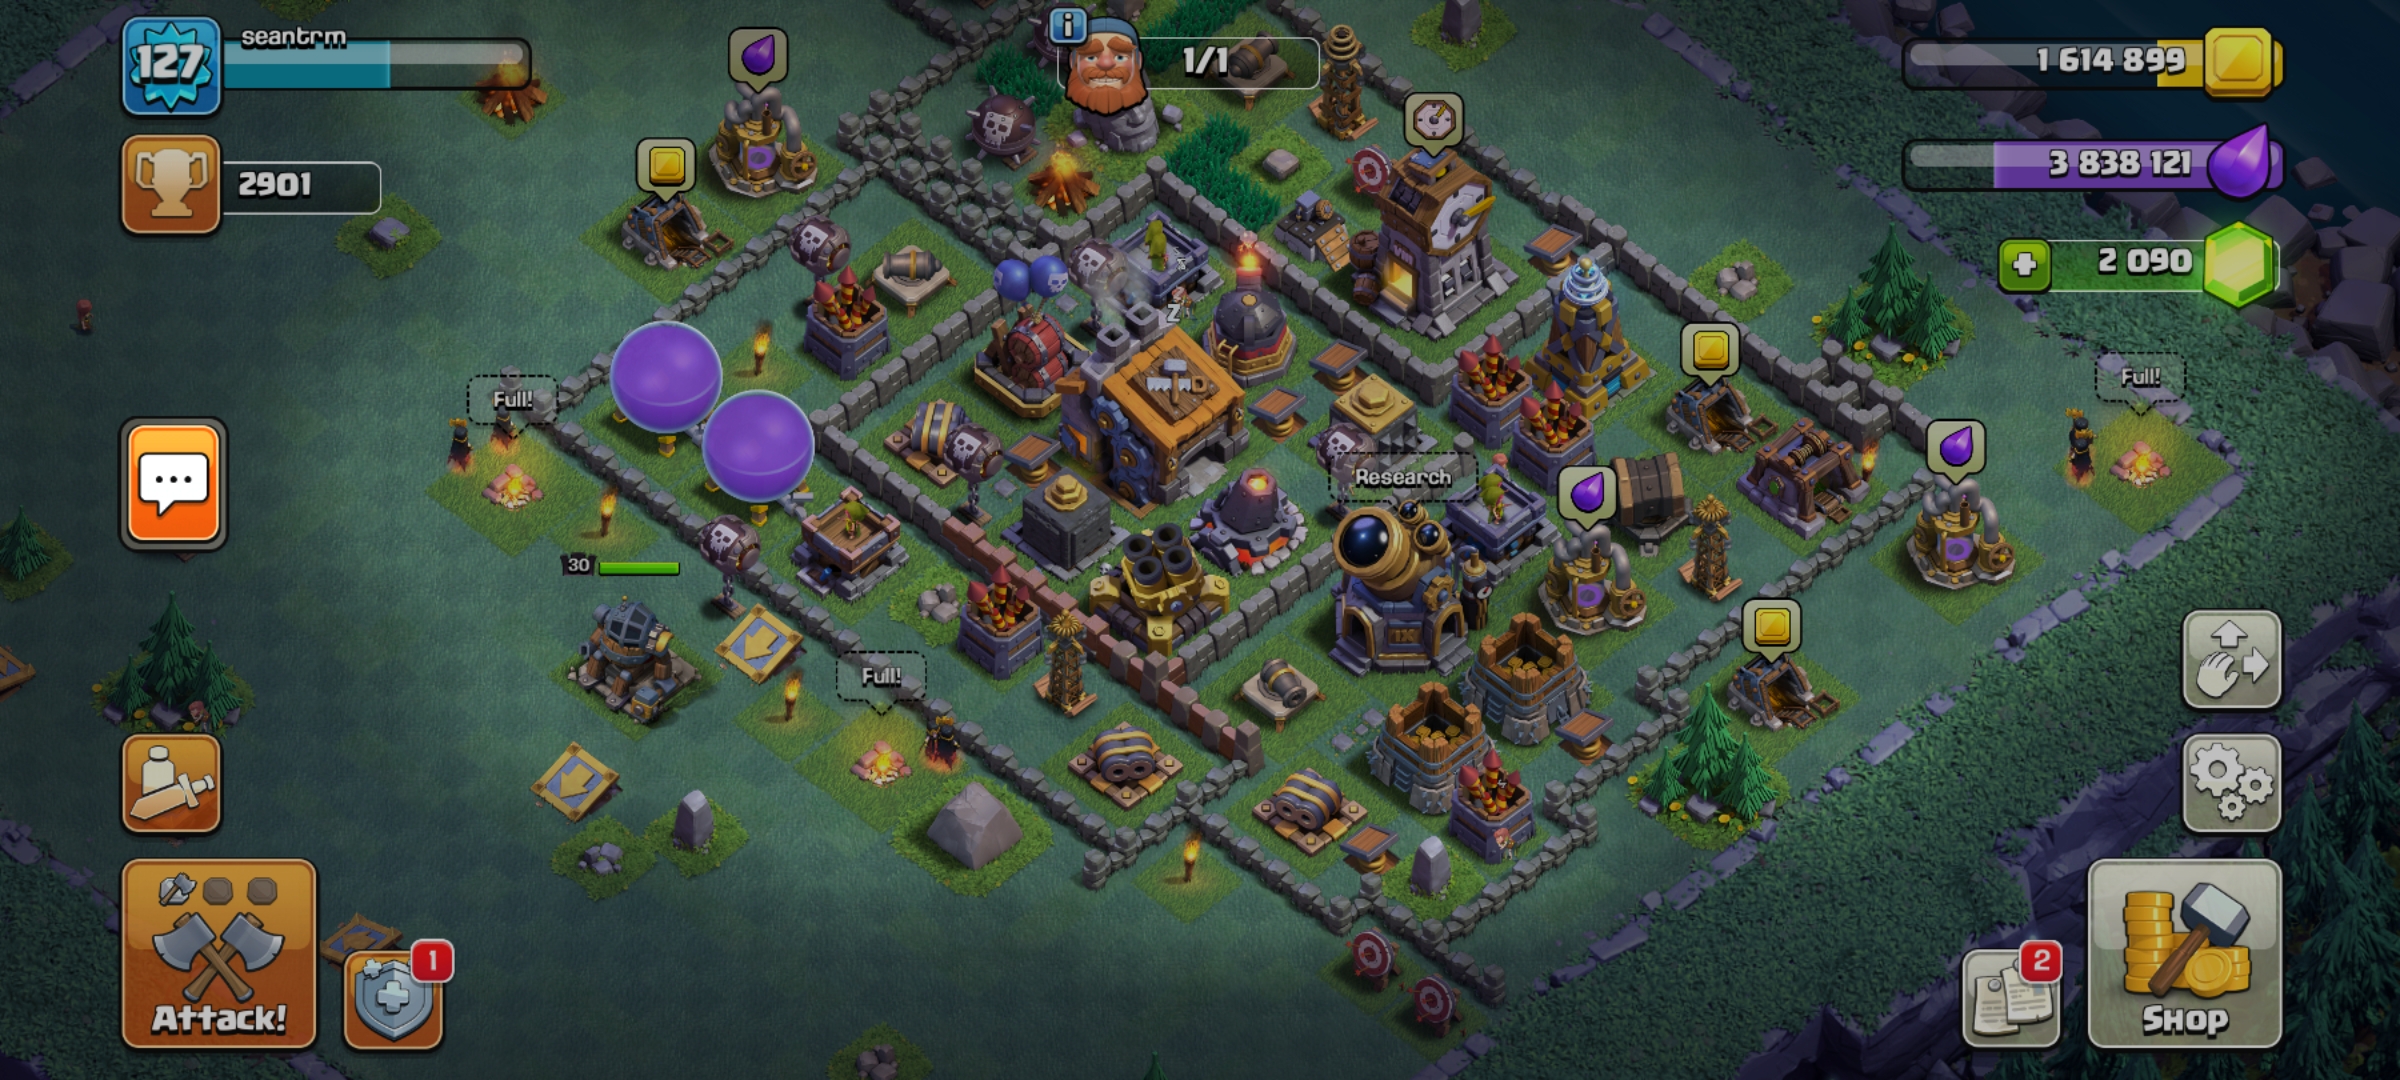 127
seantrm
i
1/1
1 614 899
2901
3 838 121
2 090
Full!
Full!
Research
30
Full!
Attack!
1
2
Shop